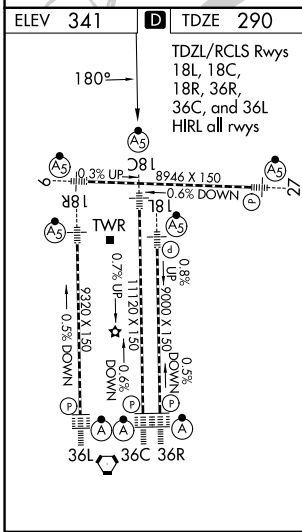 ELEV 341
D
TDZE 290
TDZL/RCLS Rwys
18L, 18C,
18R, 36R,
36C, and 36L
HIRL all rwys
180°
A5
18C
A5
9
0.3% UP
8946 X 150
0.6% DOWN
A5
27
P
18R
18L
A5
A5
TWR
P
0.7% UP
0.8% UP
0.5% DOWN
9320 X 150
11120 X 150
9000 X 150
0.6% DOWN
0.5% DOWN
P
P
P
A
A
A
36L
36C
36R